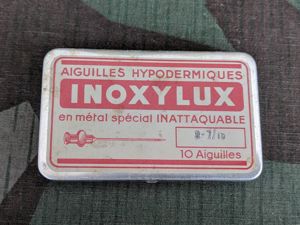 AIGUILLES HYPODERMIQUES
INOXYLUX
en métal spécial INATTAQUABLE
10 Aiguilles